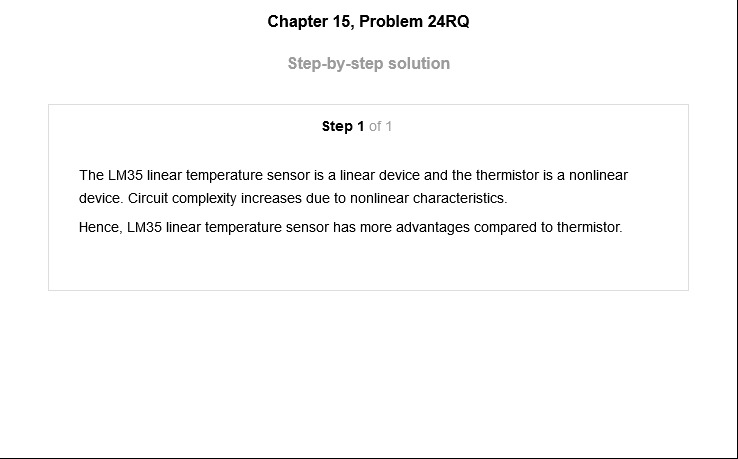 Chapter 15, Problem 24RQ
Step-by-step solution
Step 1 of 1
The LM35 linear temperature sensor is a linear device and the thermistor is a nonlinear
device. Circuit complexity increases due to nonlinear characteristics.
Hence, LM35 linear temperature sensor has more advantages compared to thermistor.